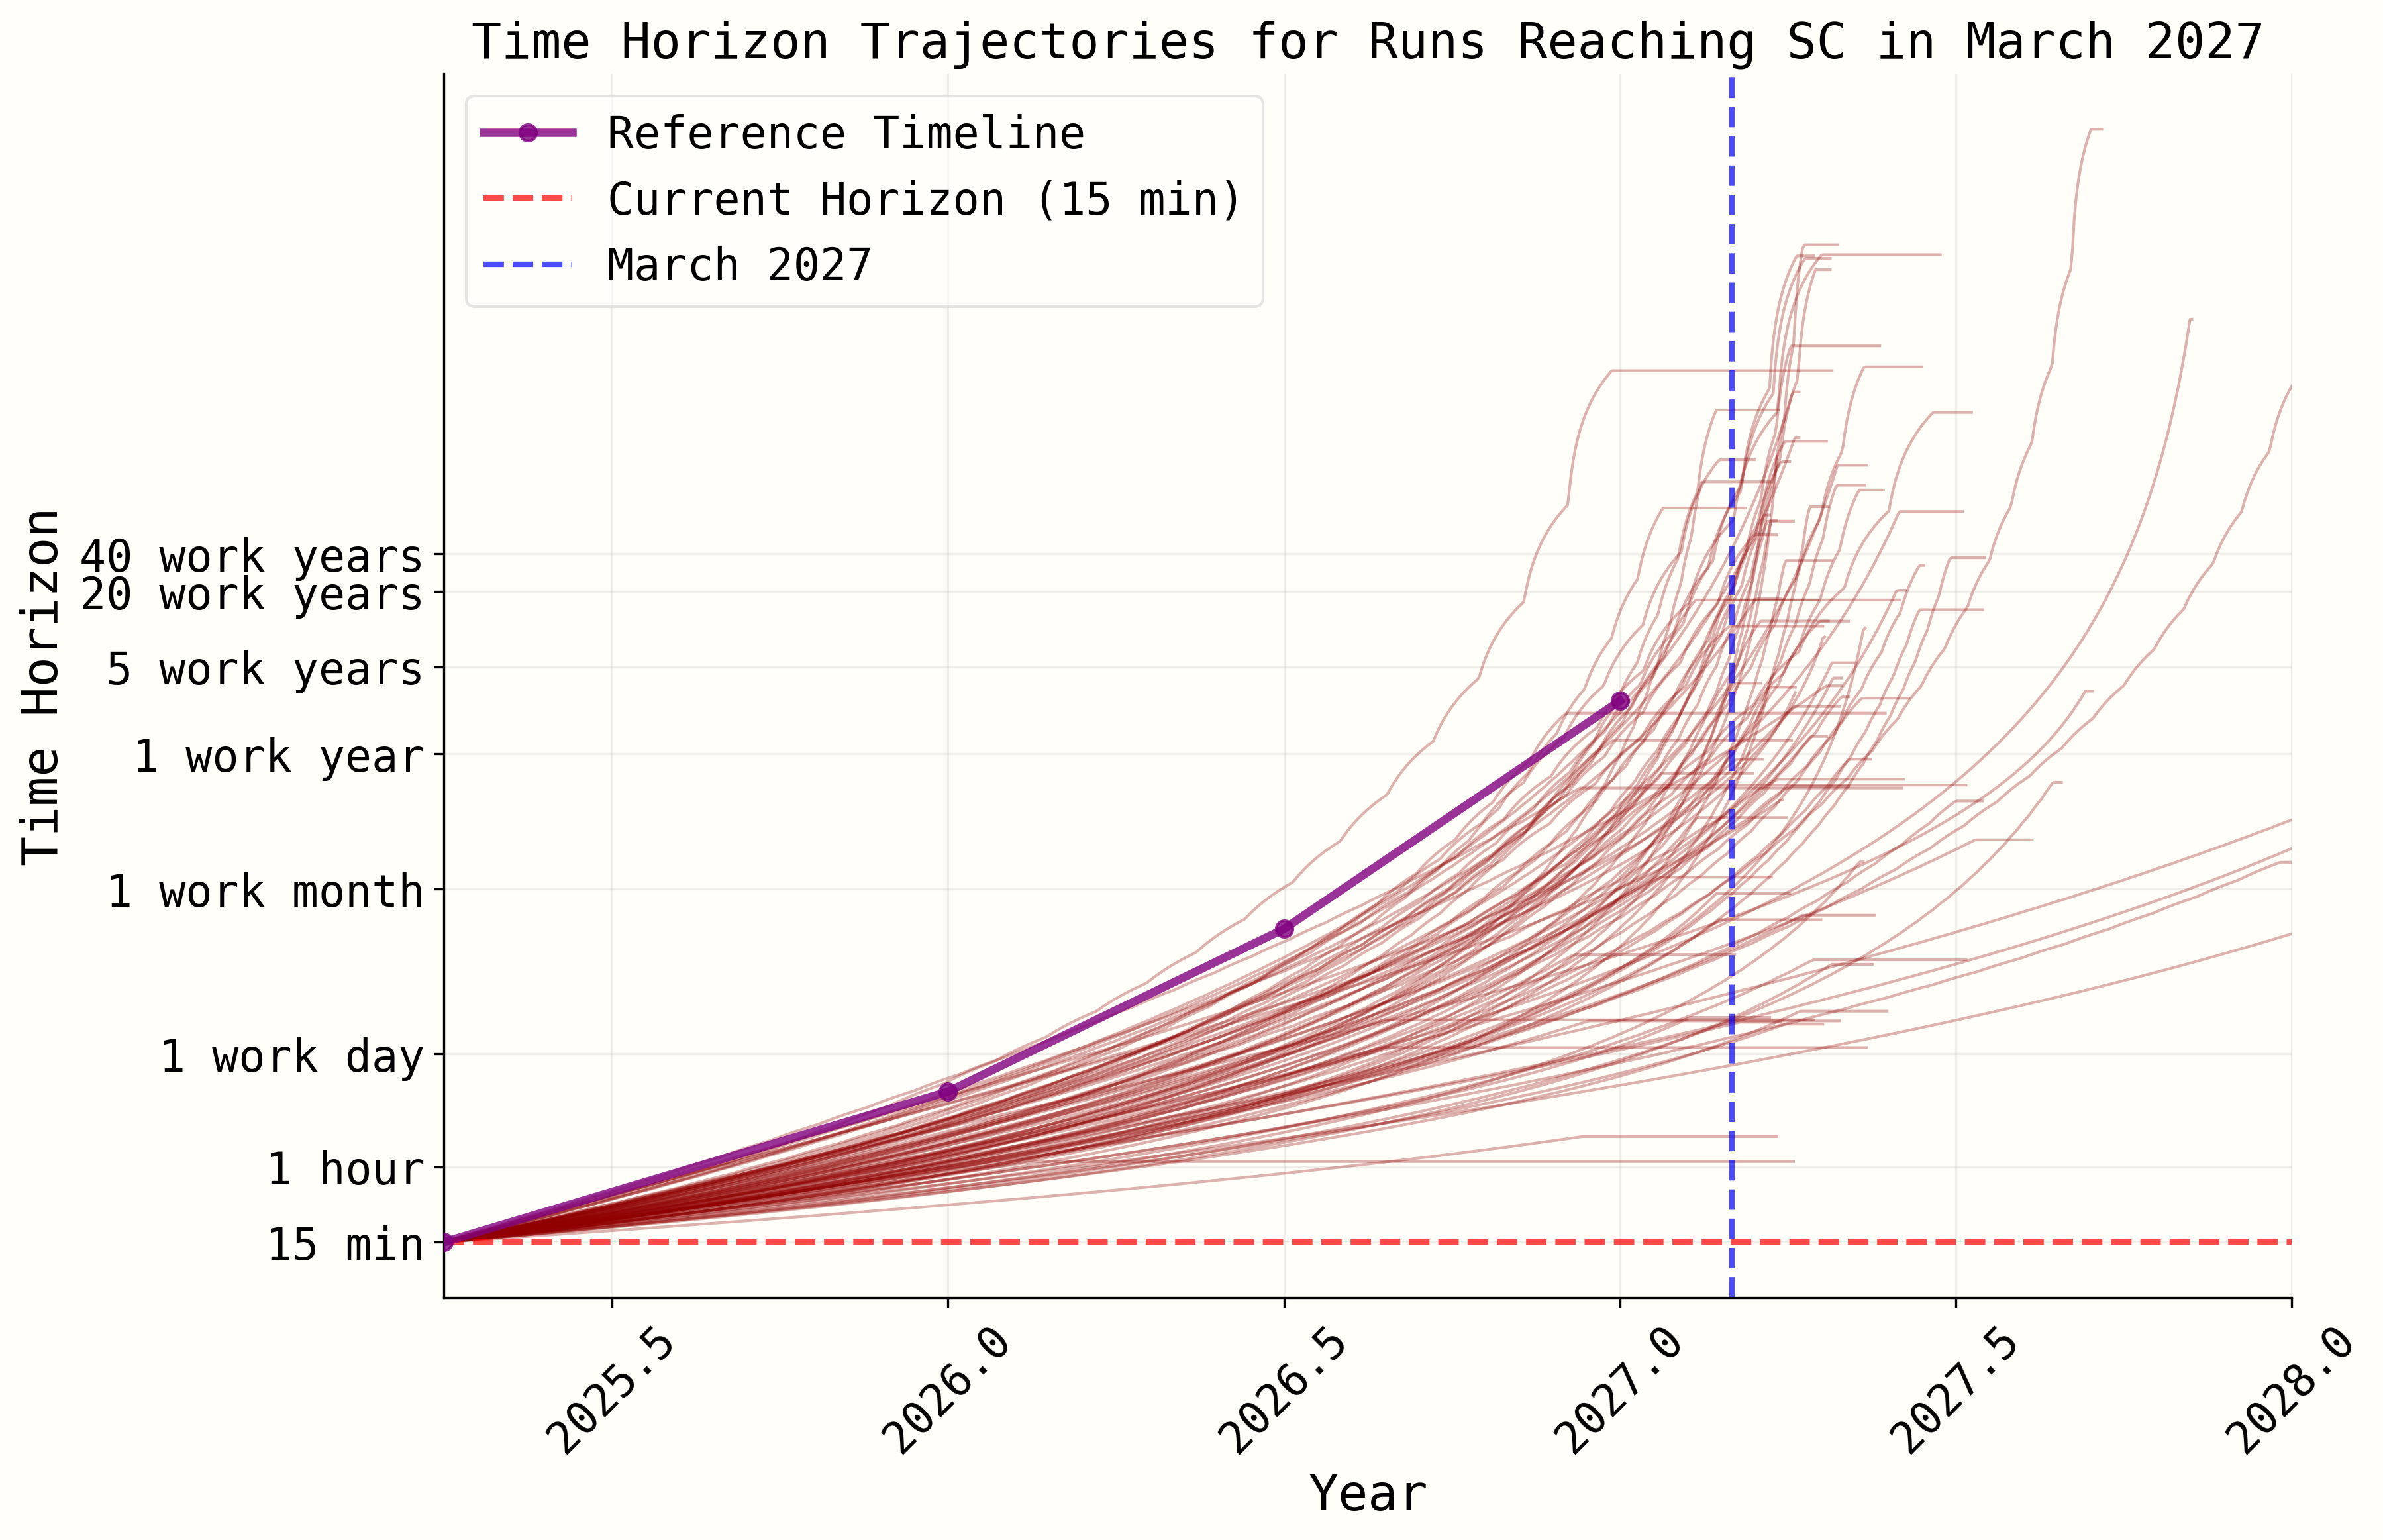 Time Horizon Trajectories for Runs Reaching SC in March 2027
Reference Timeline
Current Horizon (15 min)
March 2027
Time Horizon
40 work years
20 work years
5 work years
1 work year
1 work month
1 work day
1 hour
15 min
2025.5
2026.0
2026.5
2027.0
2027.5
2028.0
Year